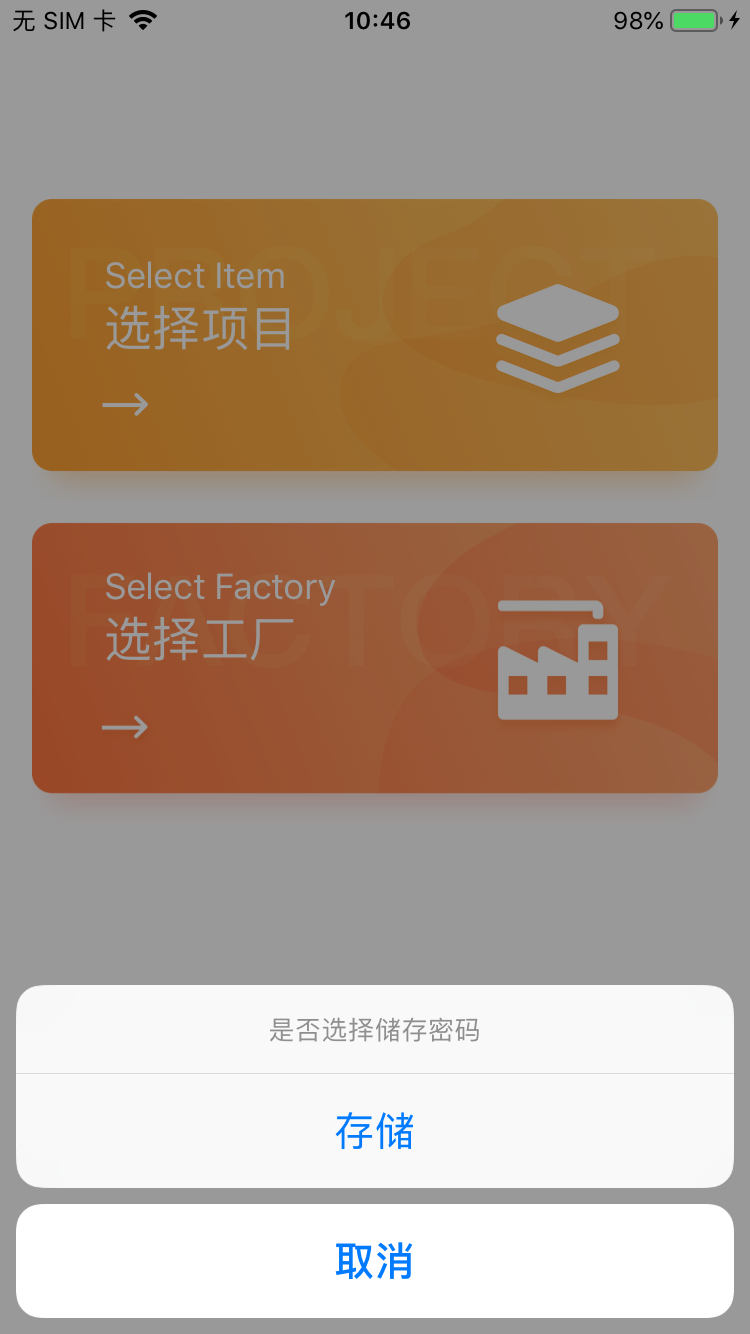 无 SIM 卡
10:46
98%
PROJECT
Select Item
选择项目
FACTORY
Select Factory
选择工厂
是否选择储存密码
存储
取消